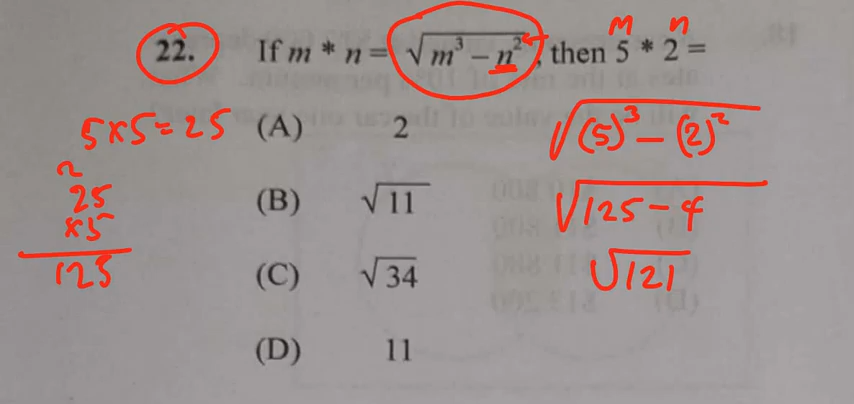 m n
22. If m * n = √m³ – n², then 5 * 2 =
5×5=25 (A) 2 √(5)³ – (2)²
2
25 (B) √11 √125 – 4
×5
125 (C) √34 √121
(D) 11